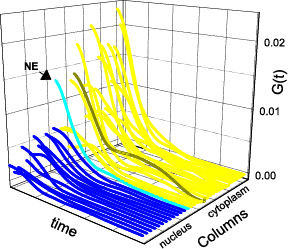 NE
0.02
0.01
0.00
G(t)
cytoplasm
nucleus
Columns
time